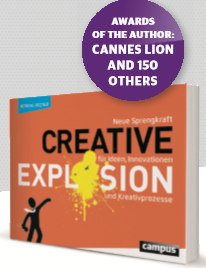 AWARDS
OF THE AUTHOR:
CANNES LION
AND 150
OTHERS
Neue Sprengkraft
CREATIVE
für Ideen, Innovationen
EXPLOSION
und Kreativprozesse
campus